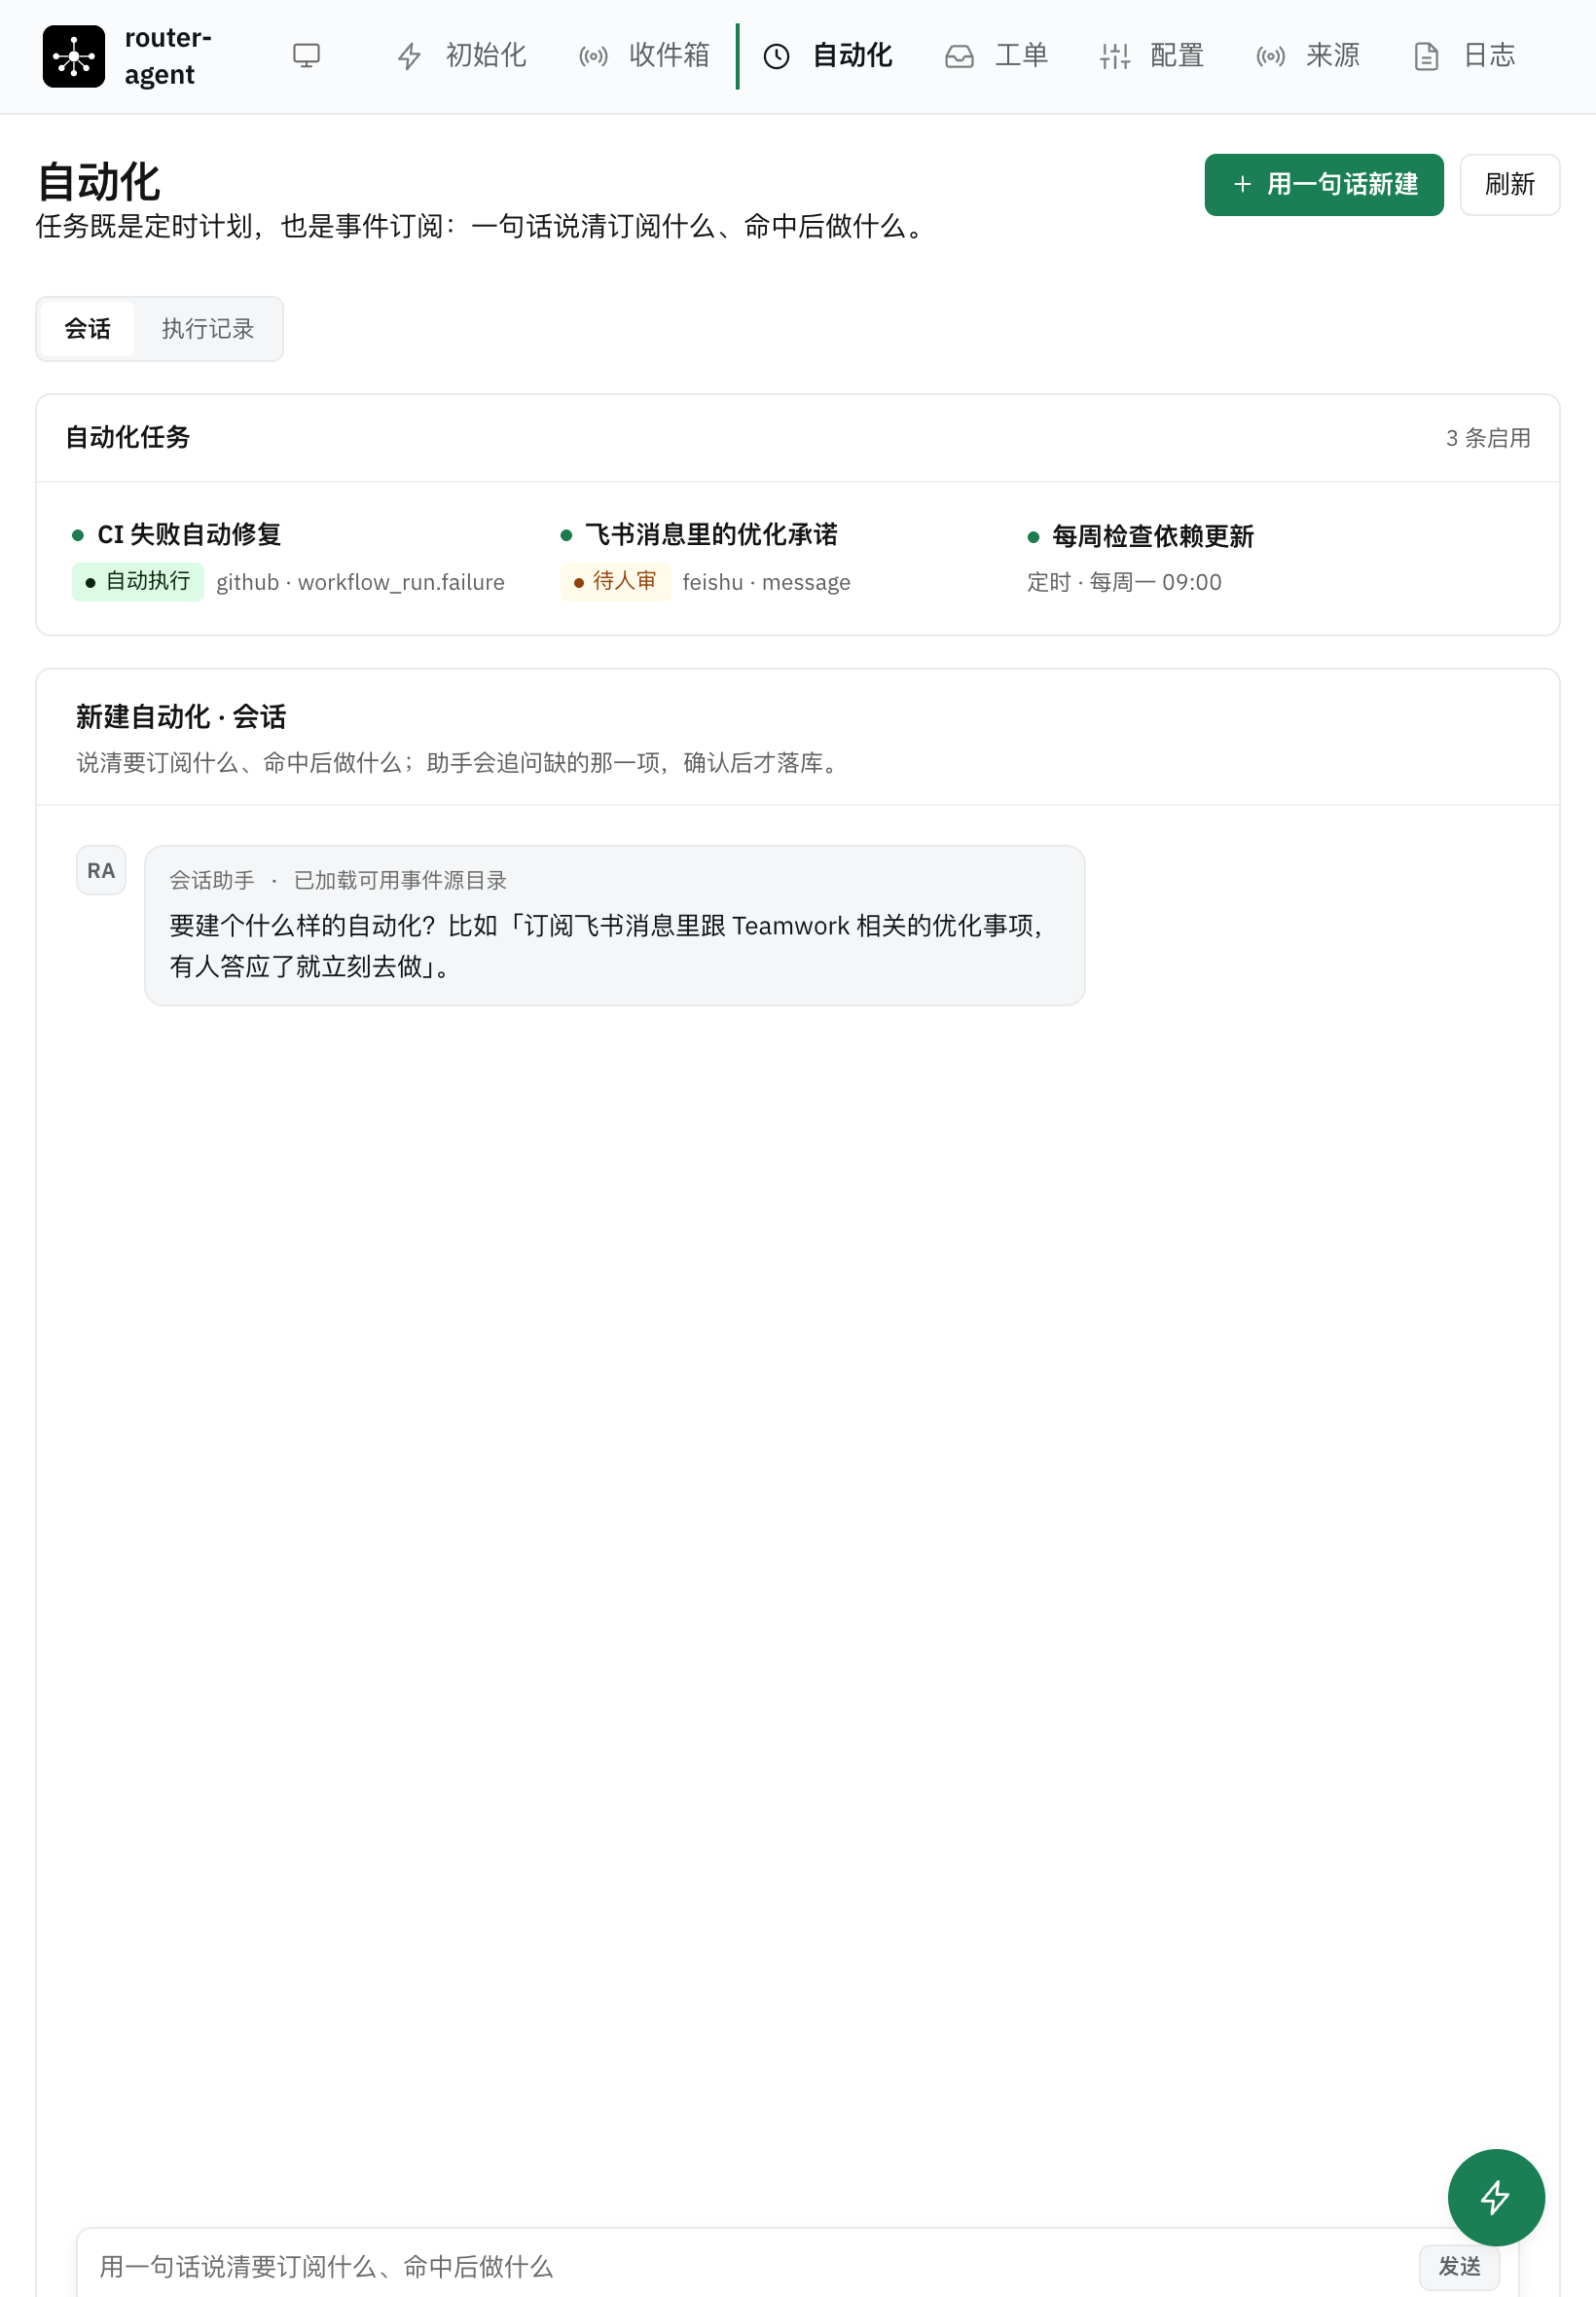 router-
agent
初始化
收件箱
自动化
工单
配置
来源
日志
自动化
任务既是定时计划，也是事件订阅：一句话说清订阅什么、命中后做什么。
+ 用一句话新建
刷新
会话
执行记录
自动化任务
3 条启用
CI 失败自动修复
自动执行 github · workflow_run.failure
飞书消息里的优化承诺
待人审 feishu · message
每周检查依赖更新
定时 · 每周一 09:00
新建自动化 · 会话
说清要订阅什么、命中后做什么；助手会追问缺的那一项，确认后才落库。
RA
会话助手 · 已加载可用事件源目录
要建个什么样的自动化？比如「订阅飞书消息里跟 Teamwork 相关的优化事项，
有人答应了就立刻去做」。
用一句话说清要订阅什么、命中后做什么
发送